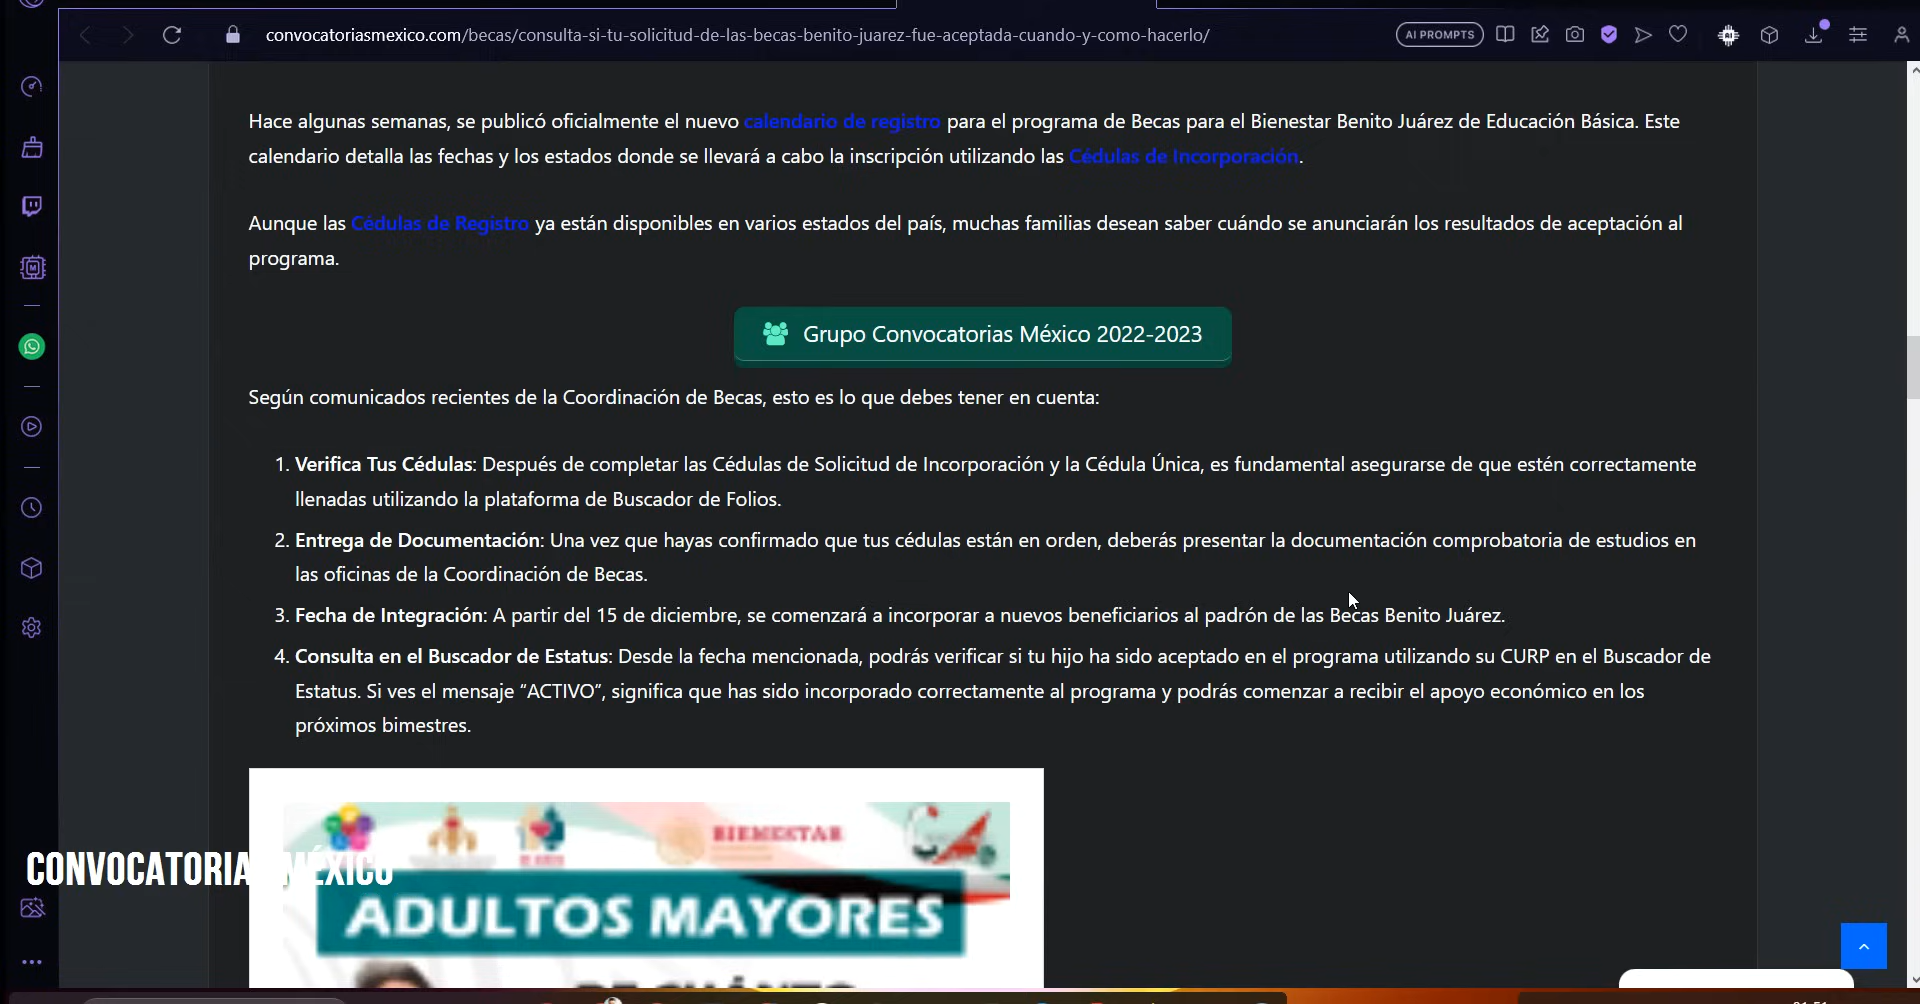 convocatoriasmexico.com/becas/consulta-si-tu-solicitud-de-las-becas-benito-juarez-fue-aceptada-cuando-y-como-hacerlo/
AI PROMPTS
Hace algunas semanas, se publicó oficialmente el nuevo calendario de registro para el programa de Becas para el Bienestar Benito Juárez de Educación Básica. Este
calendario detalla las fechas y los estados donde se llevará a cabo la inscripción utilizando las Cédulas de Incorporación.
Aunque las Cédulas de Registro ya están disponibles en varios estados del país, muchas familias desean saber cuándo se anunciarán los resultados de aceptación al
programa.
Grupo Convocatorias México 2022-2023
Según comunicados recientes de la Coordinación de Becas, esto es lo que debes tener en cuenta:
1. Verifica Tus Cédulas: Después de completar las Cédulas de Solicitud de Incorporación y la Cédula Única, es fundamental asegurarse de que estén correctamente
llenadas utilizando la plataforma de Buscador de Folios.
2. Entrega de Documentación: Una vez que hayas confirmado que tus cédulas están en orden, deberás presentar la documentación comprobatoria de estudios en
las oficinas de la Coordinación de Becas.
3. Fecha de Integración: A partir del 15 de diciembre, se comenzará a incorporar a nuevos beneficiarios al padrón de las Becas Benito Juárez.
4. Consulta en el Buscador de Estatus: Desde la fecha mencionada, podrás verificar si tu hijo ha sido aceptado en el programa utilizando su CURP en el Buscador de
Estatus. Si ves el mensaje “ACTIVO”, significa que has sido incorporado correctamente al programa y podrás comenzar a recibir el apoyo económico en los
próximos bimestres.
BIENESTAR
CONVOCATORIAS MÉXICO
ADULTOS MAYORES